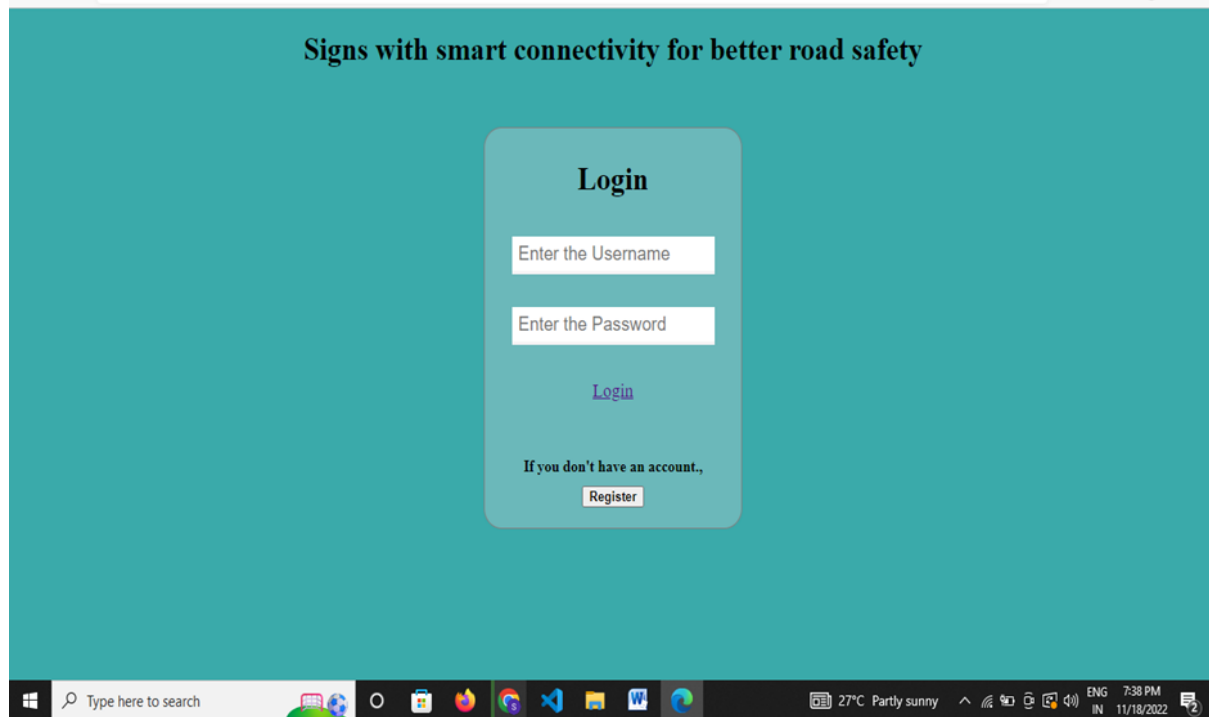 Signs with smart connectivity for better road safety
Login
Enter the Username
Enter the Password
Login
If you don't have an account.,
Register
Type here to search
27°C Partly sunny
ENG
IN
7:38 PM
11/18/2022
2